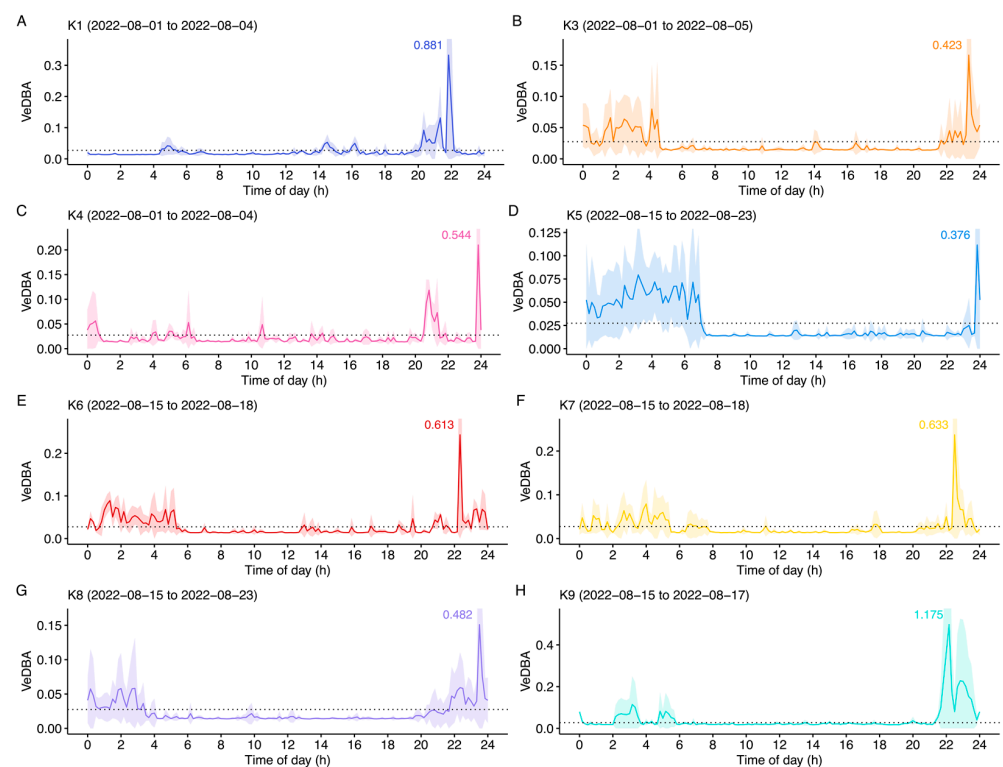 A
K1 (2022−08−01 to 2022−08−04)
0.881
VeDBA
0.3
0.2
0.1
0.0
0 2 4 6 8 10 12 14 16 18 20 22 24
Time of day (h)
B
K3 (2022−08−01 to 2022−08−05)
0.423
VeDBA
0.15
0.10
0.05
0.00
0 2 4 6 8 10 12 14 16 18 20 22 24
Time of day (h)
C
K4 (2022−08−01 to 2022−08−04)
0.544
VeDBA
0.20
0.15
0.10
0.05
0.00
0 2 4 6 8 10 12 14 16 18 20 22 24
Time of day (h)
D
K5 (2022−08−15 to 2022−08−23)
0.376
VeDBA
0.125
0.100
0.075
0.050
0.025
0.000
0 2 4 6 8 10 12 14 16 18 20 22 24
Time of day (h)
E
K6 (2022−08−15 to 2022−08−18)
0.613
VeDBA
0.2
0.1
0.0
0 2 4 6 8 10 12 14 16 18 20 22 24
Time of day (h)
F
K7 (2022−08−15 to 2022−08−18)
0.633
VeDBA
0.2
0.1
0.0
0 2 4 6 8 10 12 14 16 18 20 22 24
Time of day (h)
G
K8 (2022−08−15 to 2022−08−23)
0.482
VeDBA
0.15
0.10
0.05
0.00
0 2 4 6 8 10 12 14 16 18 20 22 24
Time of day (h)
H
K9 (2022−08−15 to 2022−08−17)
1.175
VeDBA
0.4
0.2
0.0
0 2 4 6 8 10 12 14 16 18 20 22 24
Time of day (h)